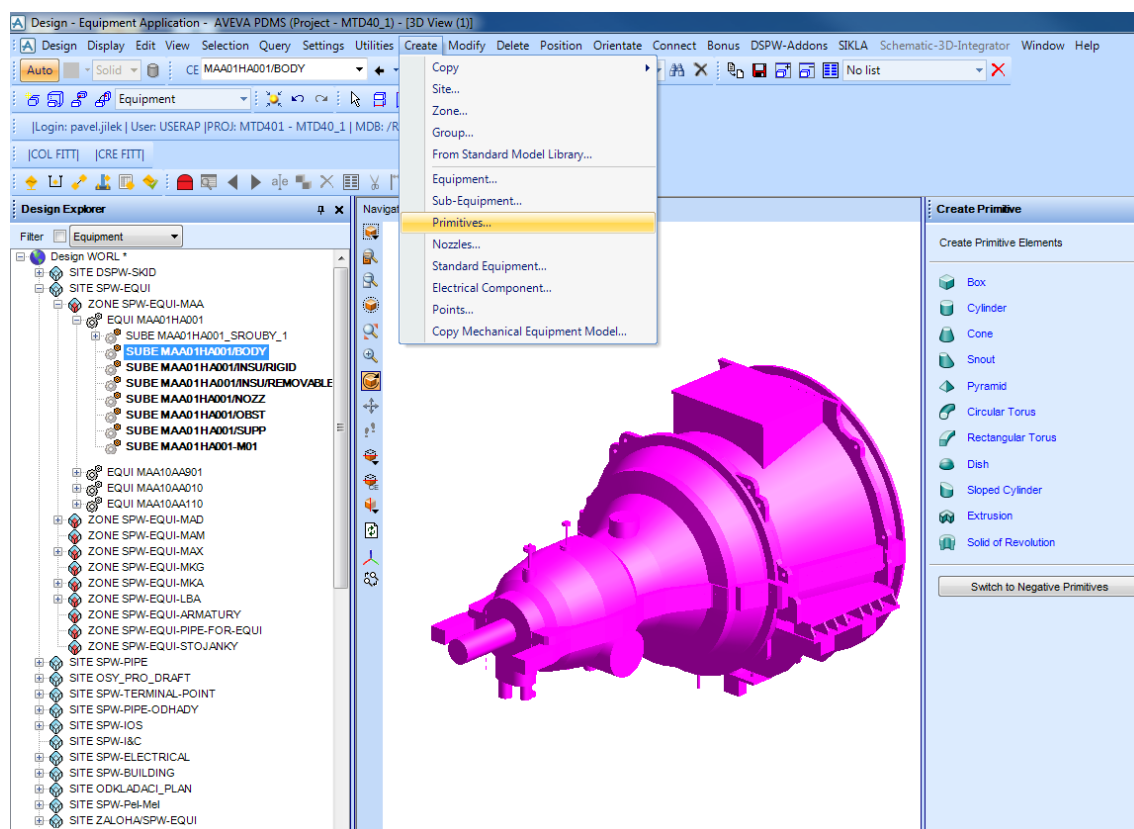 Design - Equipment Application - AVEVA PDMS (Project - MTD40_1) - [3D View (1)]
Design Display Edit View Selection Query Settings Utilities Create Modify Delete Position Orientate Connect Bonus DSPW-Addons SIKLA Schematic-3D-Integrator Window Help
Auto Solid CE MAA01HA001/BODY No list
Equipment
|Login: pavel.jilek | User: USERAP |PROJ: MTD401 - MTD40_1 | MDB: /R
|COL FITT| |CRE FITT|
a|e
Copy
Site...
Zone...
Group...
From Standard Model Library...
Equipment...
Sub-Equipment...
Primitives...
Nozzles...
Standard Equipment...
Electrical Component...
Points...
Copy Mechanical Equipment Model...
Design Explorer
Filter Equipment
Design WORL *
SITE DSPW-SKID
SITE SPW-EQUI
ZONE SPW-EQUI-MAA
EQUI MAA01HA001
SUBE MAA01HA001_SROUBY_1
SUBE MAA01HA001/BODY
SUBE MAA01HA001/INSU/RIGID
SUBE MAA01HA001/INSU/REMOVABLE
SUBE MAA01HA001/NOZZ
SUBE MAA01HA001/OBST
SUBE MAA01HA001/SUPP
SUBE MAA01HA001-M01
EQUI MAA10AA901
EQUI MAA10AA010
EQUI MAA10AA110
ZONE SPW-EQUI-MAD
ZONE SPW-EQUI-MAM
ZONE SPW-EQUI-MAX
ZONE SPW-EQUI-MKG
ZONE SPW-EQUI-MKA
ZONE SPW-EQUI-LBA
ZONE SPW-EQUI-ARMATURY
ZONE SPW-EQUI-PIPE-FOR-EQUI
ZONE SPW-EQUI-STOJANKY
SITE SPW-PIPE
SITE OSY_PRO_DRAFT
SITE SPW-TERMINAL-POINT
SITE SPW-PIPE-ODHADY
SITE SPW-IOS
SITE SPW-I&C
SITE SPW-ELECTRICAL
SITE SPW-BUILDING
SITE ODKLADACI_PLAN
SITE SPW-Pel-Mel
SITE ZALOHA/SPW-EQUI
Navigat
CE
Create Primitive
Create Primitive Elements
Box
Cylinder
Cone
Snout
Pyramid
Circular Torus
Rectangular Torus
Dish
Sloped Cylinder
Extrusion
Solid of Revolution
Switch to Negative Primitives